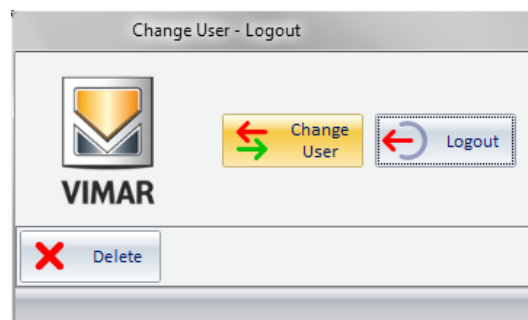 Change User - Logout
Change
User
Logout
VIMAR
Delete